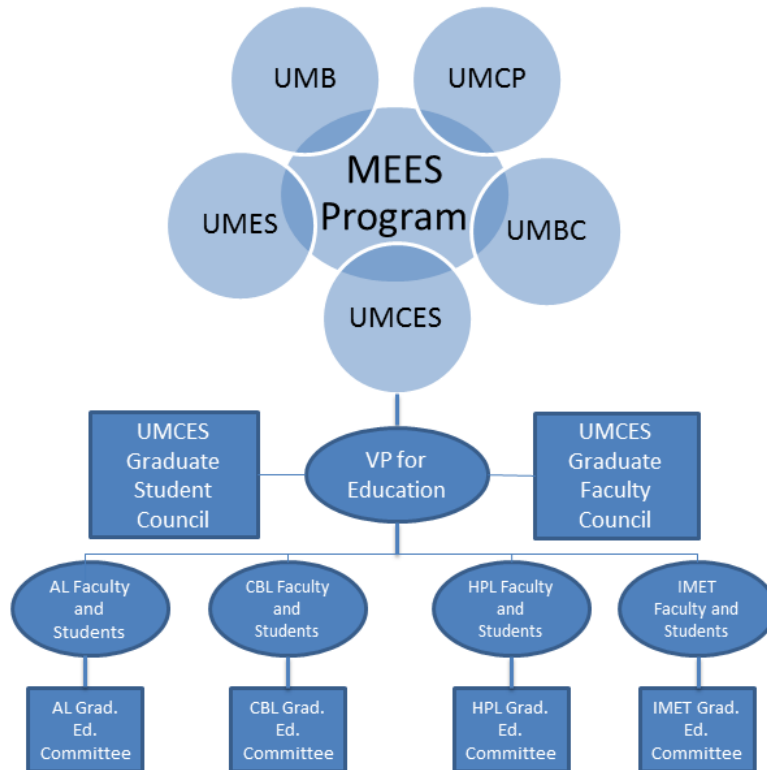 UMB
UMCP
MEES
Program
UMES
UMBC
UMCES
UMCES
Graduate
Student
Council
VP for
Education
UMCES
Graduate
Faculty
Council
AL Faculty
and
Students
CBL Faculty
and
Students
HPL Faculty
and
Students
IMET
Faculty and
Students
AL Grad.
Ed.
Committee
CBL Grad.
Ed.
Committee
HPL Grad.
Ed.
Committee
IMET Grad.
Ed.
Committee